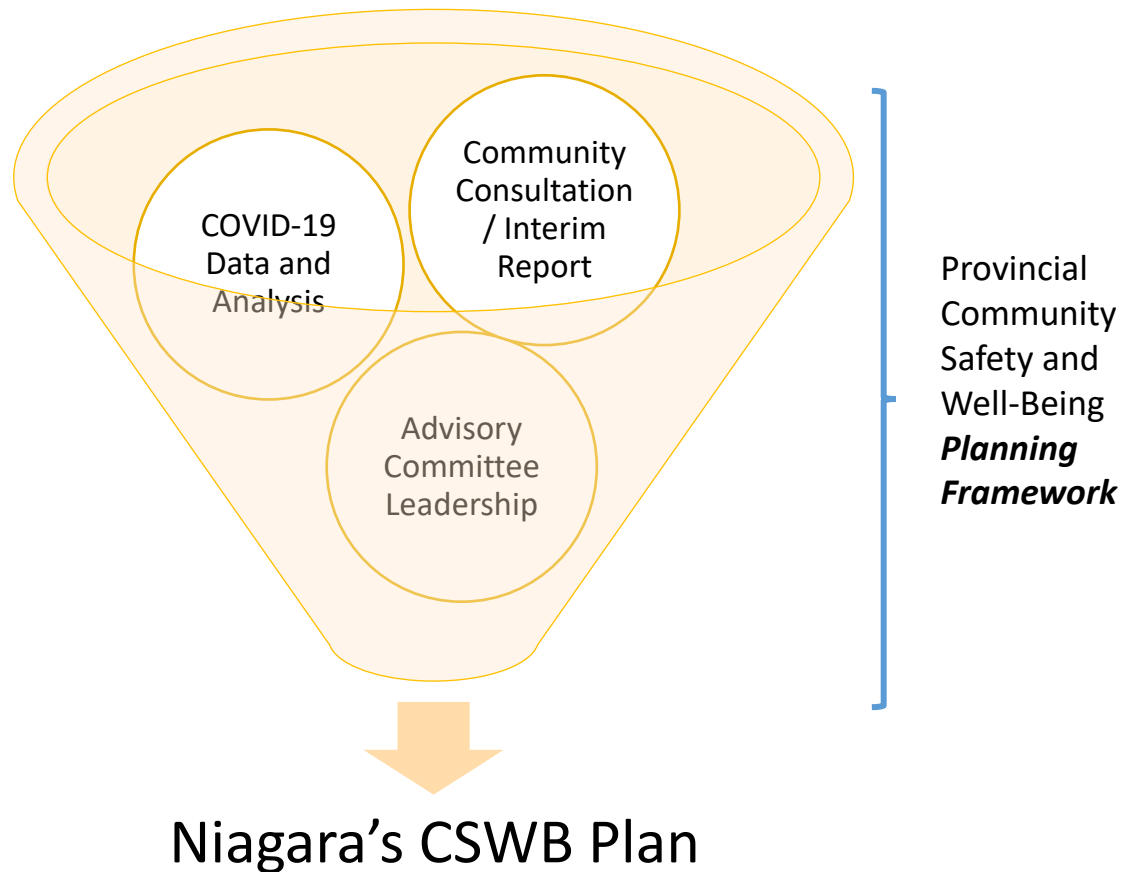 COVID-19
Data and
Analysis
Community
Consultation
/ Interim
Report
Advisory
Committee
Leadership
Provincial
Community
Safety and
Well-Being
Planning
Framework
Niagara’s CSWB Plan